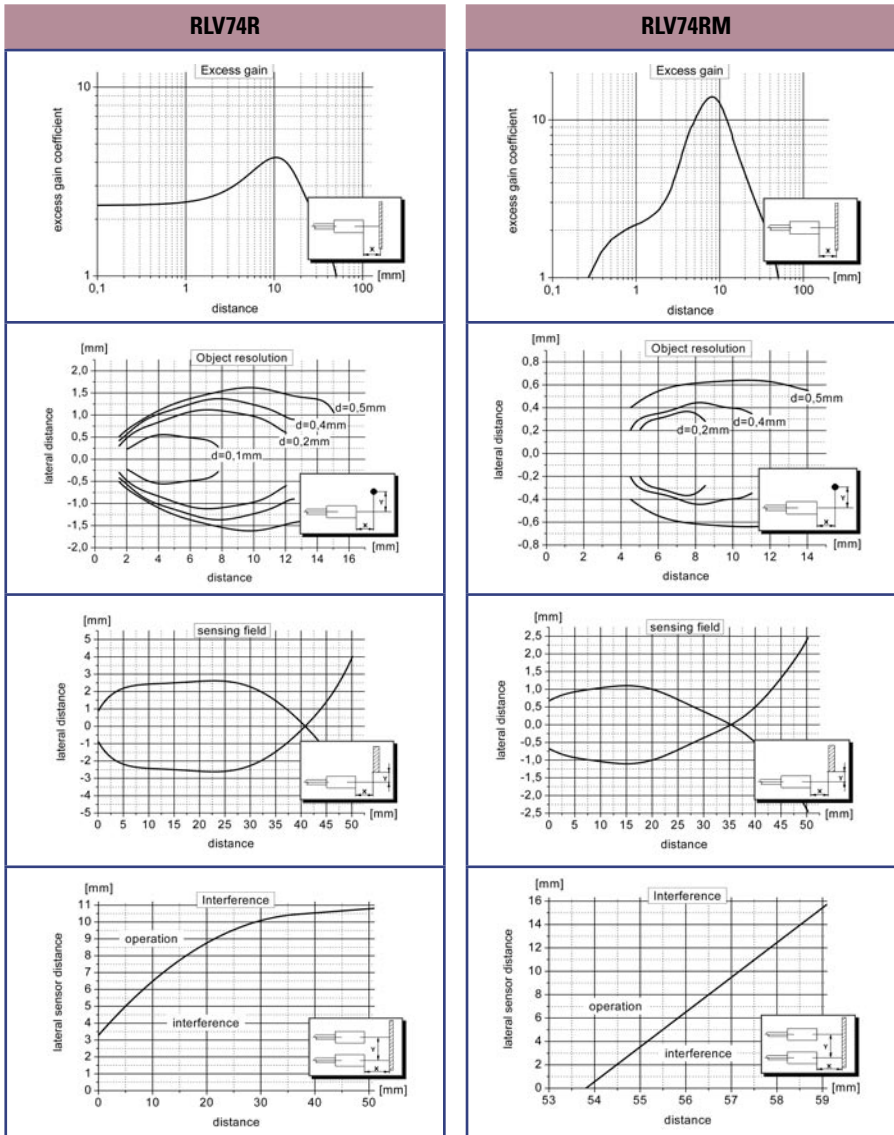 RLV74R
RLV74RM
Excess gain
excess gain coefficient
10
1
0,1 1 10 100
[mm]
distance
X
Excess gain
excess gain coefficient
10
1
0,1 1 10 100
[mm]
distance
X
[mm]
Object resolution
lateral distance
2,0
1,5
1,0
0,5
0,0
-0,5
-1,0
-1,5
-2,0
d=0,5mm
d=0,4mm
d=0,2mm
d=0,1mm
Y
X
0 2 4 6 8 10 12 14 16
[mm]
distance
[mm]
Object resolution
lateral distance
0,8
0,6
0,4
0,2
0,0
-0,2
-0,4
-0,6
-0,8
d=0,5mm
d=0,4mm
d=0,2mm
Y
X
0 2 4 6 8 10 12 14
[mm]
distance
[mm]
sensing field
lateral distance
5
4
3
2
1
0
-1
-2
-3
-4
-5
Y
X
0 5 10 15 20 25 30 35 40 45 50
[mm]
distance
[mm]
sensing field
lateral distance
2,5
2,0
1,5
1,0
0,5
0,0
-0,5
-1,0
-1,5
-2,0
-2,5
Y
X
0 5 10 15 20 25 30 35 40 45 50
[mm]
distance
[mm]
Interference
lateral sensor distance
11
10
9
8
7
6
5
4
3
2
1
0
operation
interference
Y
X
0 10 20 30 40 50
[mm]
distance
[mm]
Interference
lateral sensor distance
16
14
12
10
8
6
4
2
0
operation
interference
Y
X
53 54 55 56 57 58 59
[mm]
distance